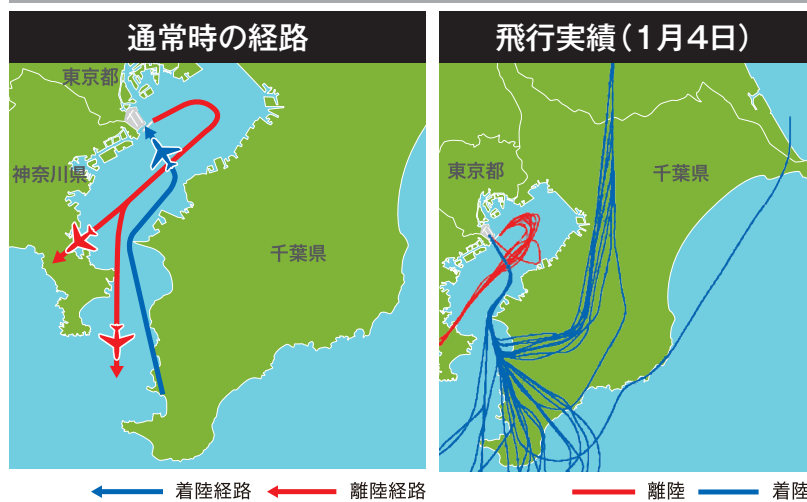 通常時の経路
東京都
神奈川県
千葉県
着陸経路
離陸経路
飛行実績(1月4日)
東京都
千葉県
離陸
着陸